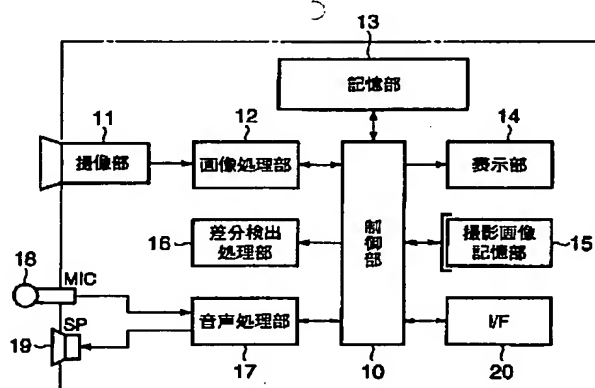 13
記憶部
11
撮像部
12
画像処理部
14
表示部
16
差分検出
処理部
制御部
10
撮影画像
記憶部
15
18
MIC
SP
19
音声処理部
17
I/F
20